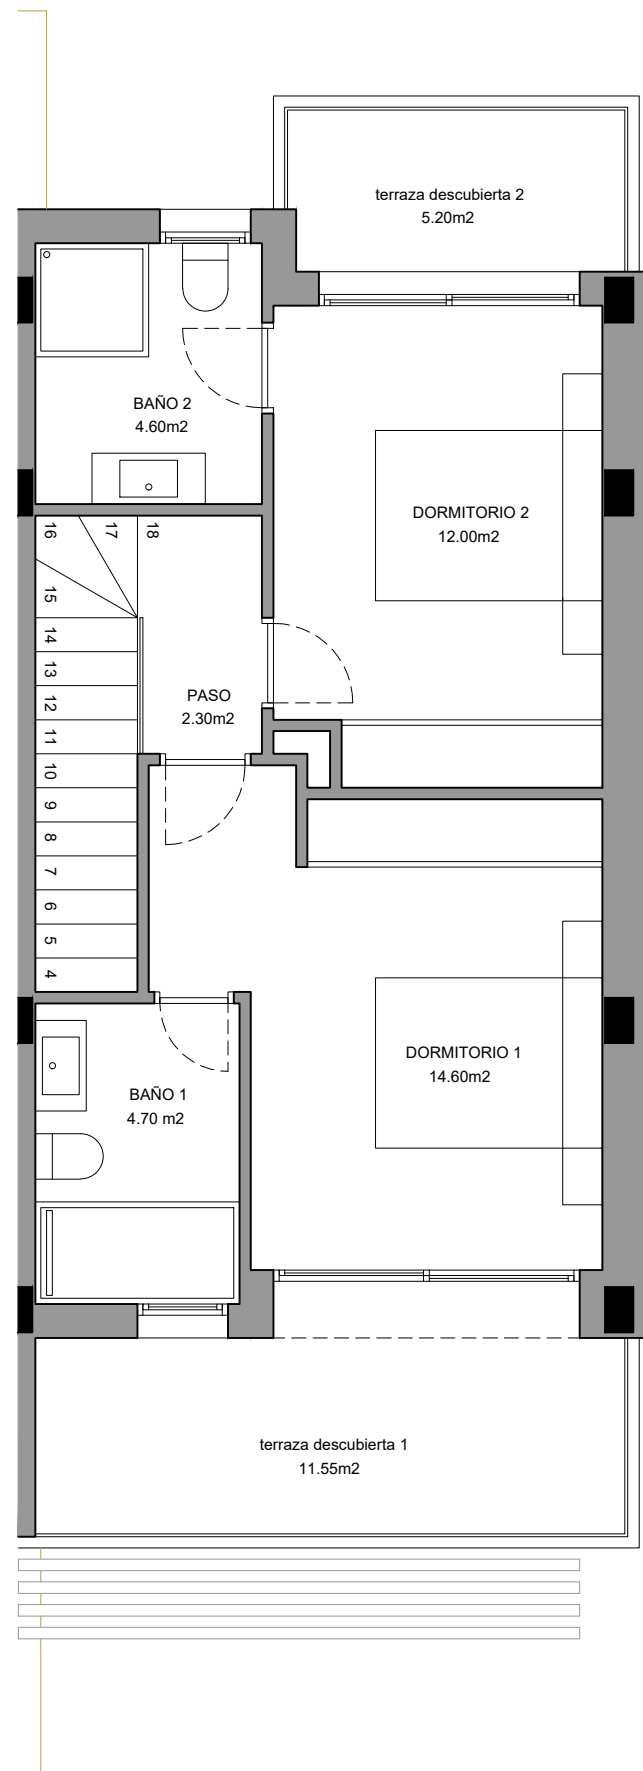 terraza descubierta 2
5.20m2
BAÑO 2
4.60m2
DORMITORIO 2
12.00m2
16
17
18
15
14
13
12
11
10
9
8
7
6
5
4
PASO
2.30m2
DORMITORIO 1
14.60m2
BAÑO 1
4.70 m2
terraza descubierta 1
11.55m2